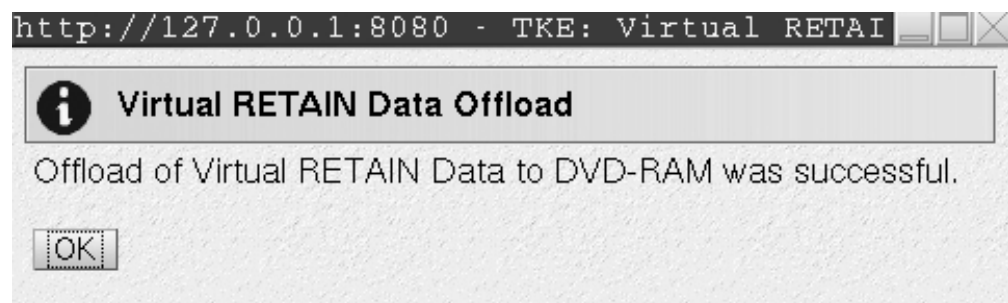 http://127.0.0.1:8080 - TKE: Virtual RETAI
Virtual RETAIN Data Offload
Offload of Virtual RETAIN Data to DVD-RAM was successful.
OK